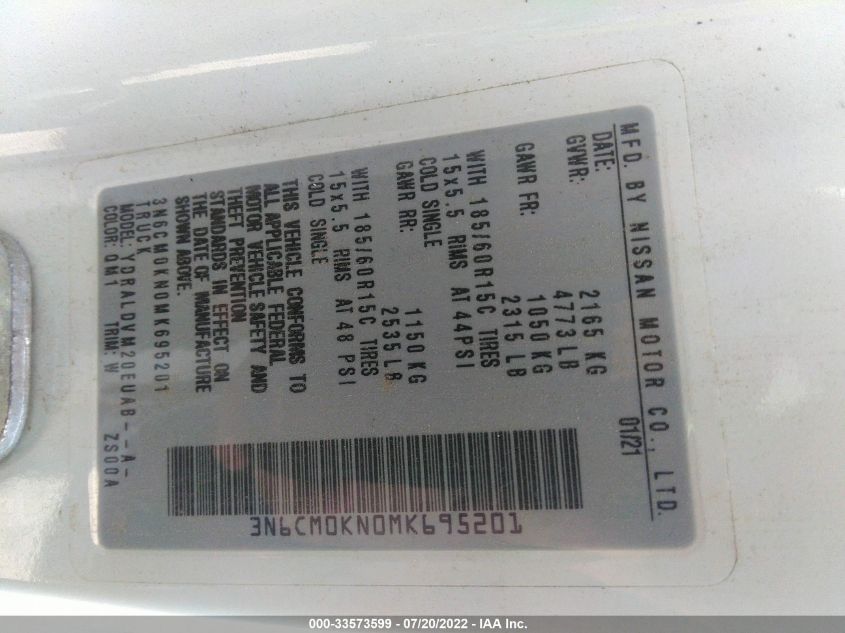 MFD. BY NISSAN MOTOR CO., LTD.
DATE: 01/21
GVWR: 2165 KG
4773 LB
GAWR FR: 1050 KG
2315 LB
WITH 185/60R15C TIRES
15x5.5 RIMS AT 44PSI
COLD SINGLE
GAWR RR: 1150 KG
2535 LB
WITH 185/60R15C TIRES
15x5.5 RIMS AT 48 PSI
COLD SINGLE
THIS VEHICLE CONFORMS TO
ALL APPLICABLE FEDERAL
MOTOR VEHICLE SAFETY AND
THEFT PREVENTION
STANDARDS IN EFFECT ON
THE DATE OF MANUFACTURE
SHOWN ABOVE.
3N6CM0KN0MK695201
TRUCK
MODEL: YDRALDVM20EUAB--A-
COLOR: QM1 TRIM: W ZS00A
3N6CM0KN0MK695201
000-33573599 - 07/20/2022 - IAA Inc.